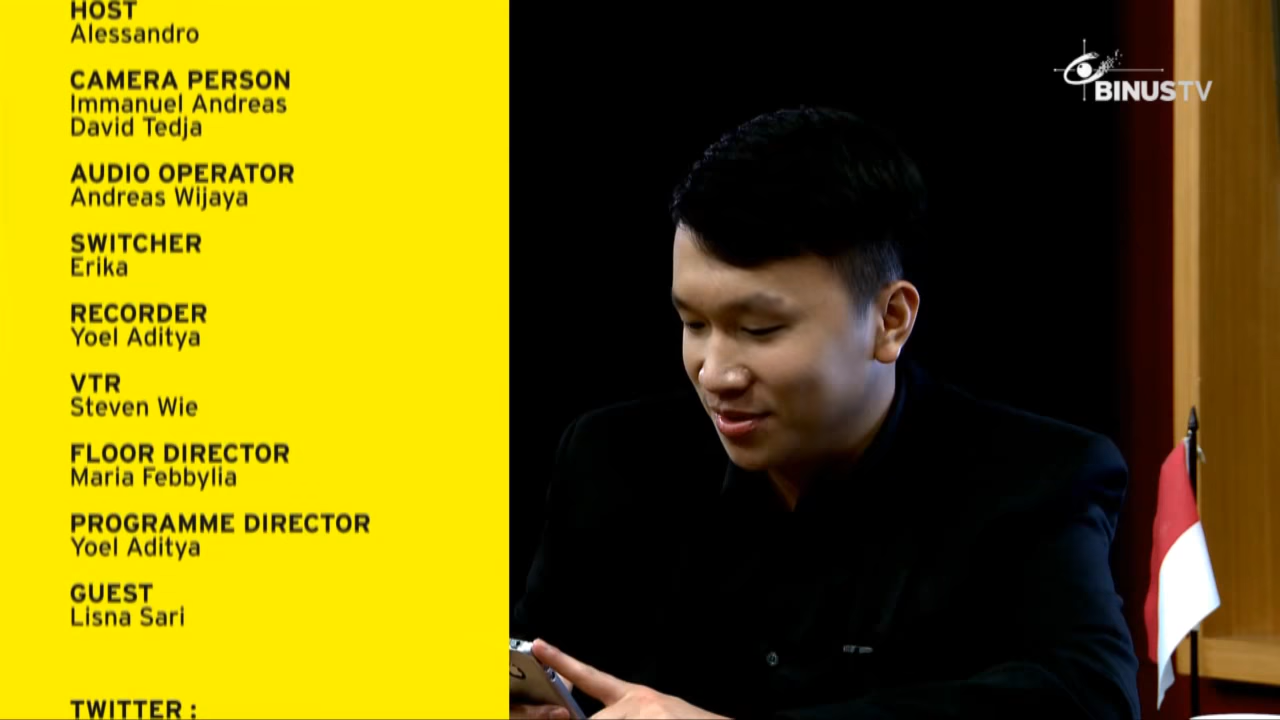 HOST
Alessandro
CAMERA PERSON
Immanuel Andreas
David Tedja
AUDIO OPERATOR
Andreas Wijaya
SWITCHER
Erika
RECORDER
Yoel Aditya
VTR
Steven Wie
FLOOR DIRECTOR
Maria Febbylia
PROGRAMME DIRECTOR
Yoel Aditya
GUEST
Lisna Sari
TWITTER :
BINUSTV